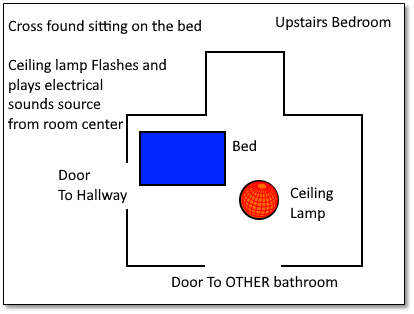 Cross found sitting on the bed
Upstairs Bedroom
Ceiling lamp Flashes and
plays electrical
sounds source
from room center
Bed
Door
To Hallway
Ceiling
Lamp
Door To OTHER bathroom